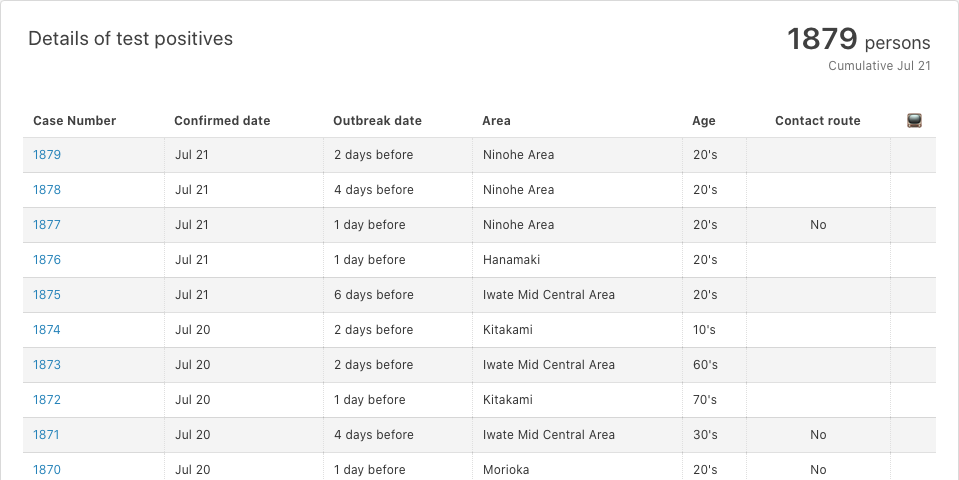 Details of test positives
1879 persons
Cumulative Jul 21
Case Number Confirmed date Outbreak date Area Age Contact route
1879 Jul 21 2 days before Ninohe Area 20's
1878 Jul 21 4 days before Ninohe Area 20's
1877 Jul 21 1 day before Ninohe Area 20's No
1876 Jul 21 1 day before Hanamaki 20's
1875 Jul 21 6 days before Iwate Mid Central Area 20's
1874 Jul 20 2 days before Kitakami 10's
1873 Jul 20 2 days before Iwate Mid Central Area 60's
1872 Jul 20 1 day before Kitakami 70's
1871 Jul 20 4 days before Iwate Mid Central Area 30's No
1870 Jul 20 1 day before Morioka 20's No